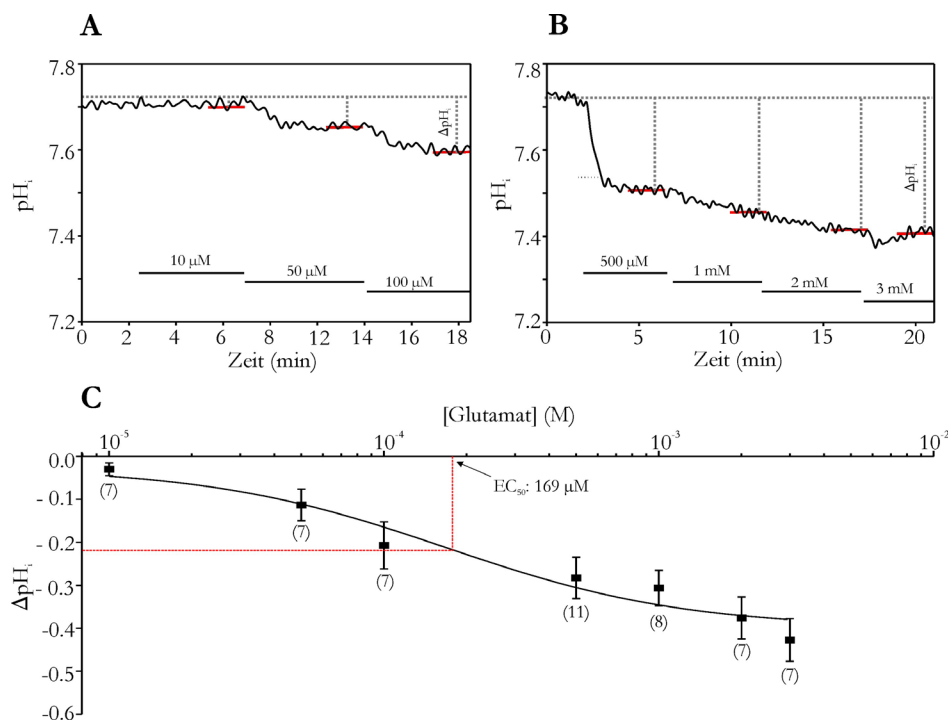 A
7.8
7.6
7.4
7.2
pHᵢ
ΔpHᵢ
10 µM
50 µM
100 µM
0 2 4 6 8 10 12 14 16 18
Zeit (min)
B
7.8
7.6
7.4
7.2
pHᵢ
ΔpHᵢ
500 µM
1 mM
2 mM
3 mM
0 5 10 15 20
Zeit (min)
C
[Glutamat] (M)
10⁻⁵ 10⁻⁴ 10⁻³ 10⁻²
0.0
- 0.1
- 0.2
- 0.3
- 0.4
- 0.5
- 0.6
ΔpHᵢ
EC₅₀: 169 µM
(7)
(7)
(7)
(11)
(8)
(7)
(7)